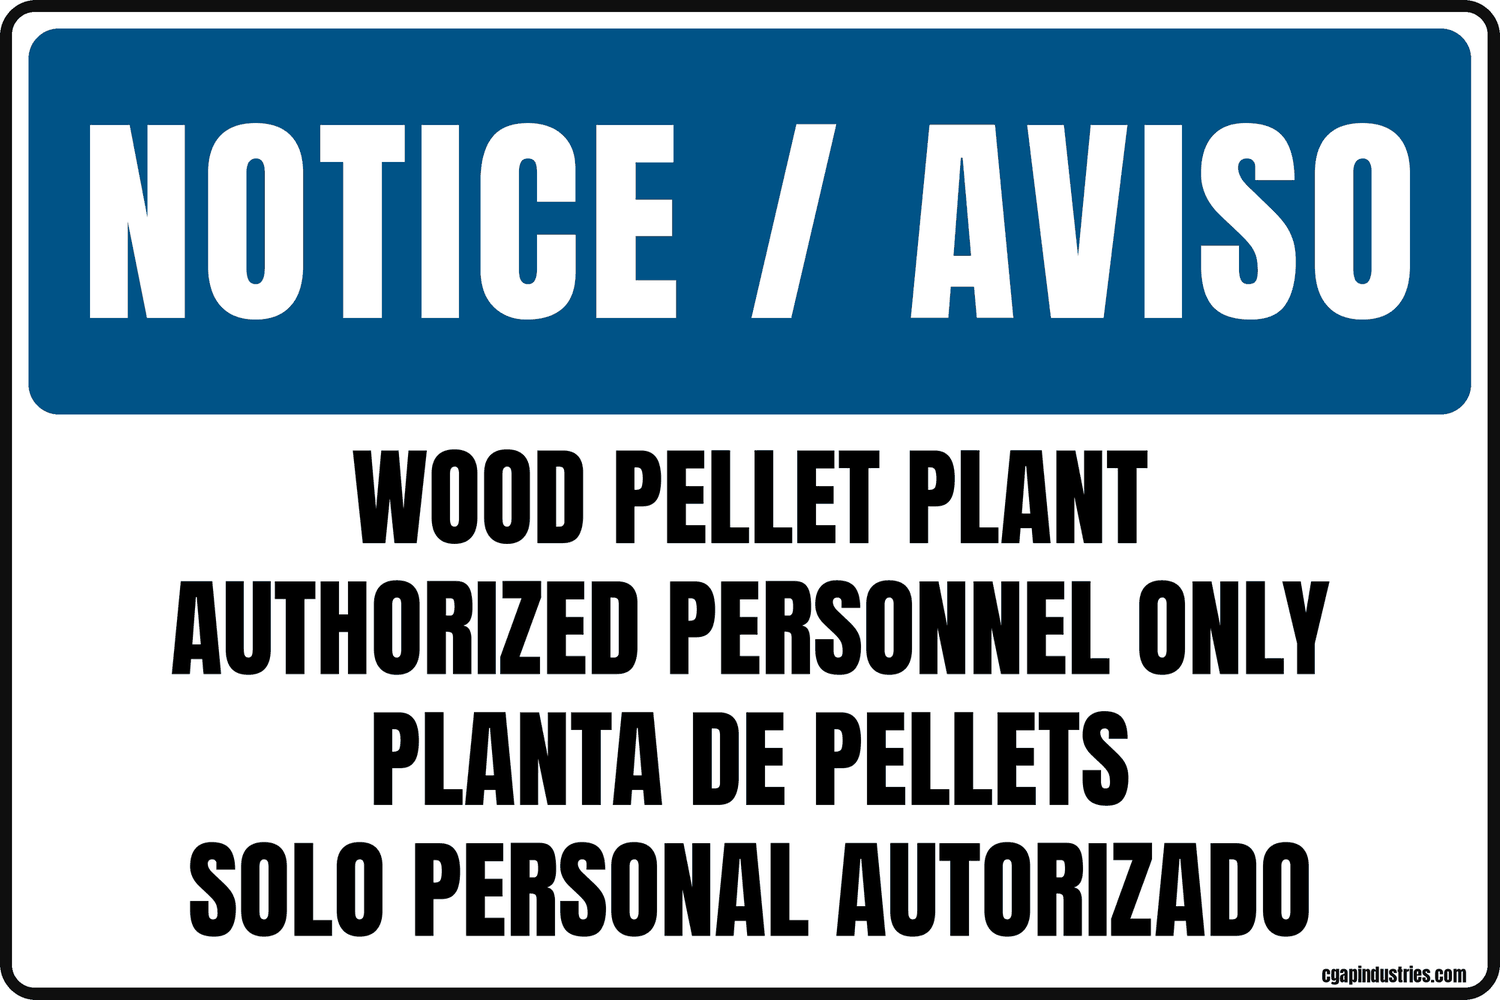 NOTICE / AVISO
WOOD PELLET PLANT
AUTHORIZED PERSONNEL ONLY
PLANTA DE PELLETS
SOLO PERSONAL AUTORIZADO
cgapindustries.com